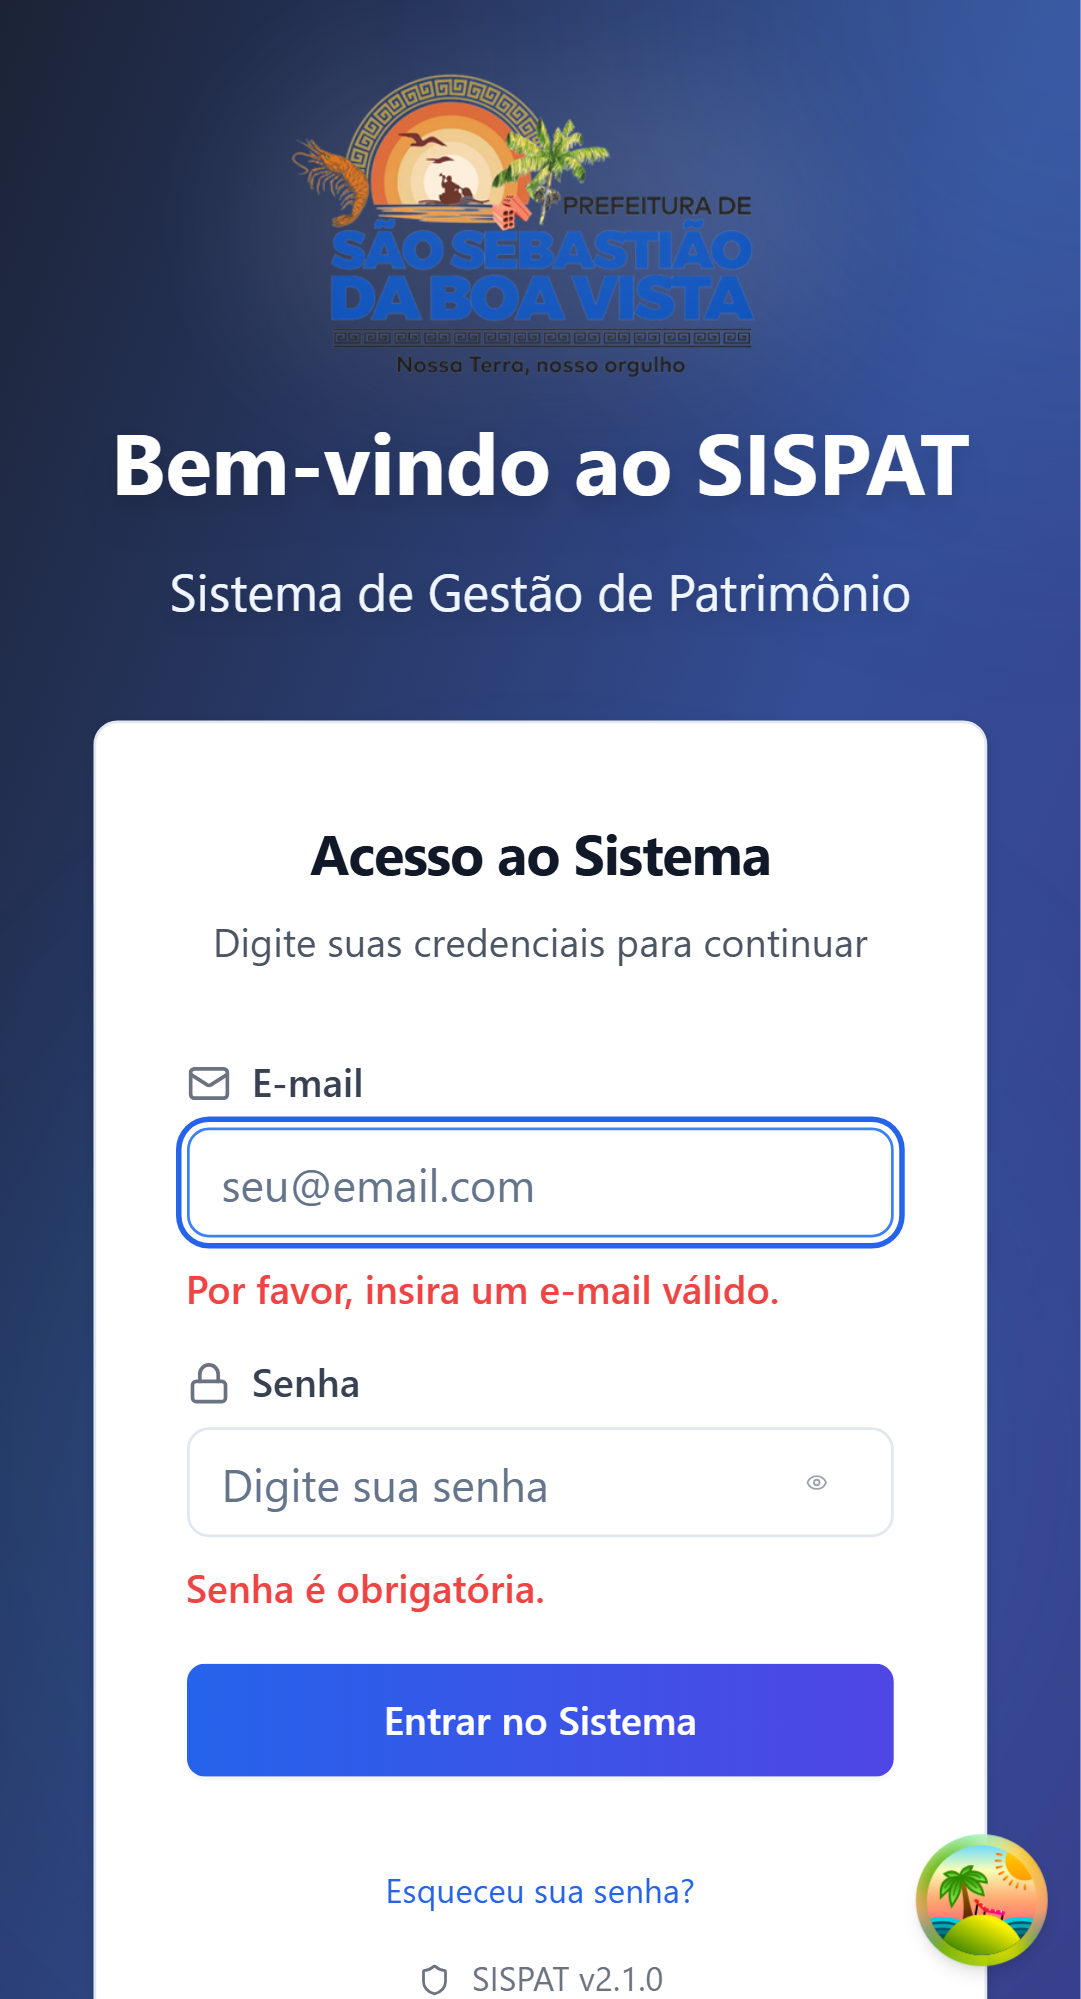 PREFEITURA DE
SÃO SEBASTIÃO
DA BOA VISTA
Nossa Terra, nosso orgulho
Bem-vindo ao SISPAT
Sistema de Gestão de Patrimônio
Acesso ao Sistema
Digite suas credenciais para continuar
E-mail
seu@email.com
Por favor, insira um e-mail válido.
Senha
Digite sua senha
Senha é obrigatória.
Entrar no Sistema
Esqueceu sua senha?
SISPAT v2.1.0